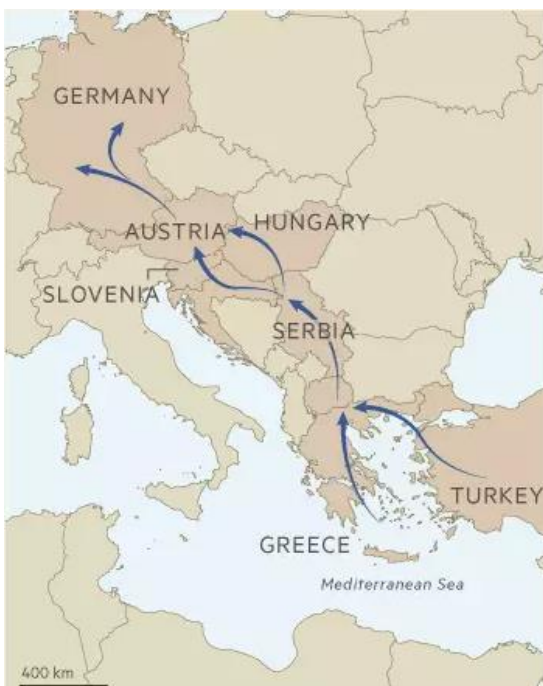 GERMANY
AUSTRIA
HUNGARY
SLOVENIA
SERBIA
TURKEY
GREECE
Mediterranean Sea
400 km